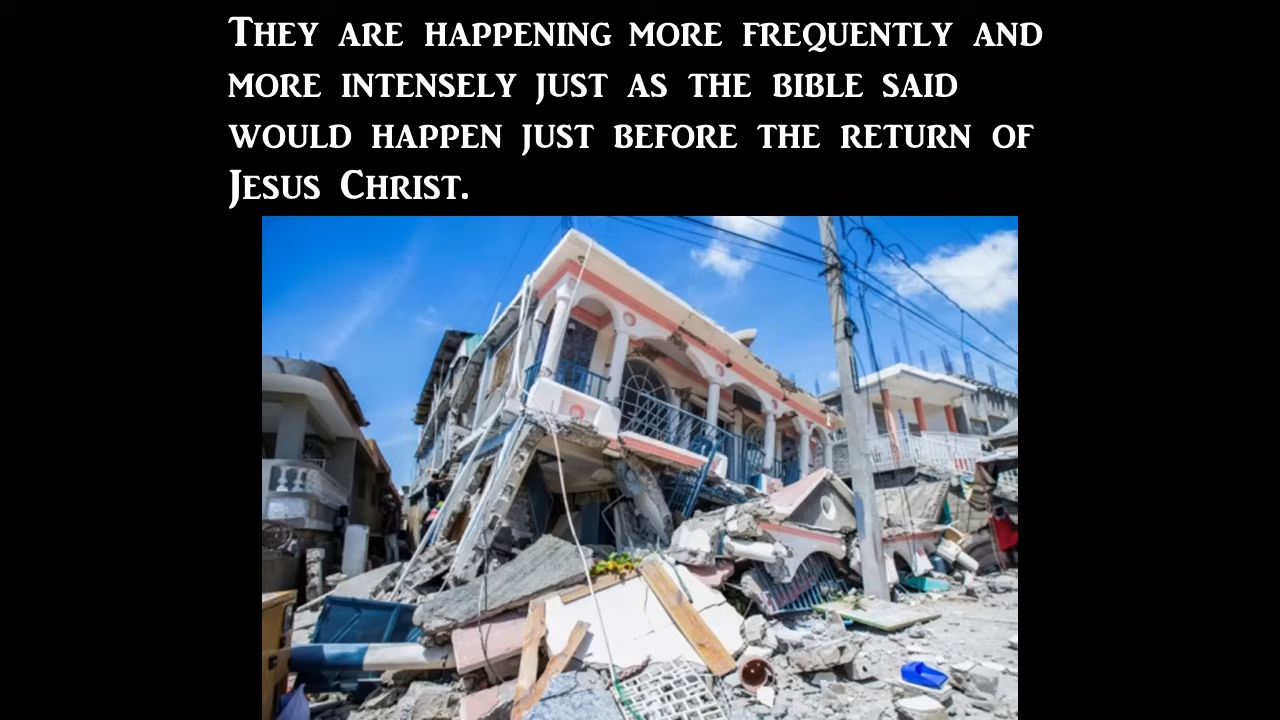 They are happening more frequently and
more intensely just as the bible said
would happen just before the return of
Jesus Christ.